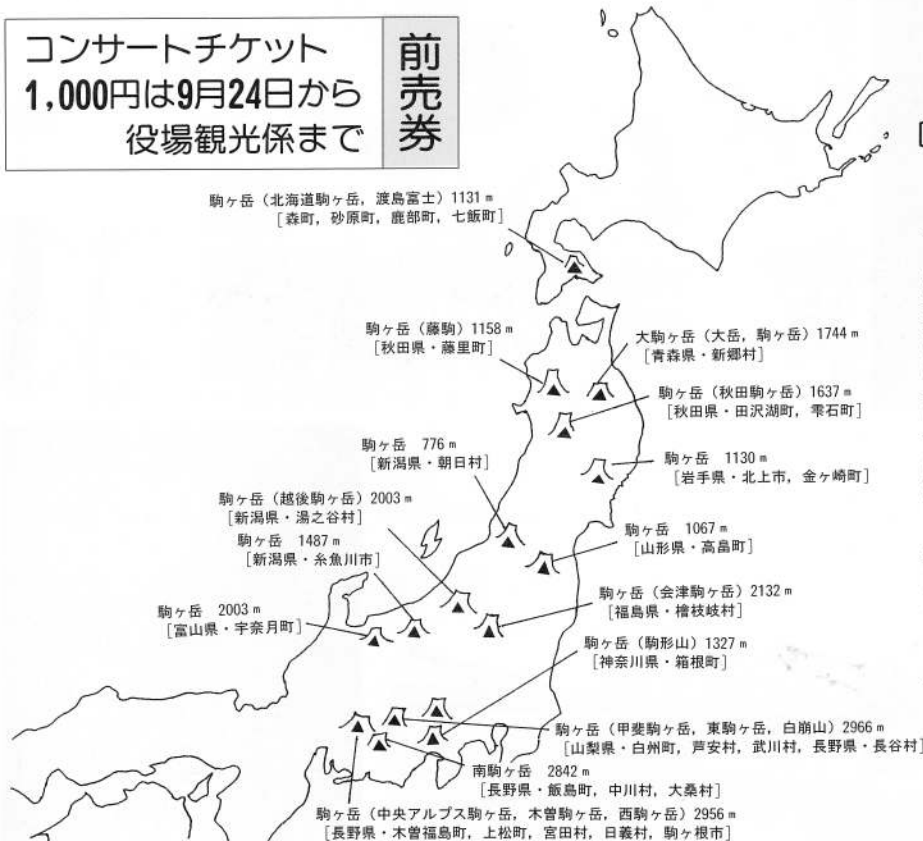 コンサートチケット
1,000円は9月24日から
役場観光係まで
前売券
駒ヶ岳（北海道駒ヶ岳，渡島富士）1131m
［森町，砂原町，鹿部町，七飯町］
駒ヶ岳（藤駒）1158m
［秋田県・藤里町］
大駒ヶ岳（大岳，駒ヶ岳）1744m
［青森県・新郷村］
駒ヶ岳（秋田駒ヶ岳）1637m
［秋田県・田沢湖町，雫石町］
駒ヶ岳 776m
［新潟県・朝日村］
駒ヶ岳 1130m
［岩手県・北上市，金ヶ崎町］
駒ヶ岳（越後駒ヶ岳）2003m
［新潟県・湯之谷村］
駒ヶ岳 1067m
［山形県・高畠町］
駒ヶ岳 1487m
［新潟県・糸魚川市］
駒ヶ岳（会津駒ヶ岳）2132m
［福島県・檜枝岐村］
駒ヶ岳 2003m
［富山県・宇奈月町］
駒ヶ岳（駒形山）1327m
［神奈川県・箱根町］
駒ヶ岳（甲斐駒ヶ岳，東駒ヶ岳，白崩山）2966m
［山梨県・白州町，芦安村，武川村，長野県・長谷村］
南駒ヶ岳 2842m
［長野県・飯島町，中川村，大桑村］
駒ヶ岳（中央アルプス駒ヶ岳，木曽駒ヶ岳，西駒ヶ岳）2956m
［長野県・木曽福島町，上松町，宮田村，日義村，駒ヶ根市］